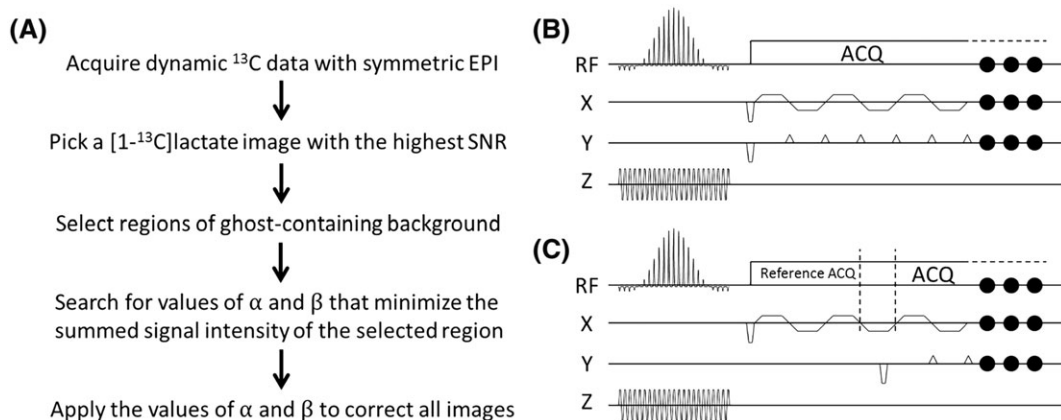 (A)
Acquire dynamic ¹³C data with symmetric EPI
Pick a [1-¹³C]lactate image with the highest SNR
Select regions of ghost-containing background
Search for values of α and β that minimize the
summed signal intensity of the selected region
Apply the values of α and β to correct all images
(B)
RF
ACQ
X
Y
Z
(C)
RF
Reference ACQ
ACQ
X
Y
Z